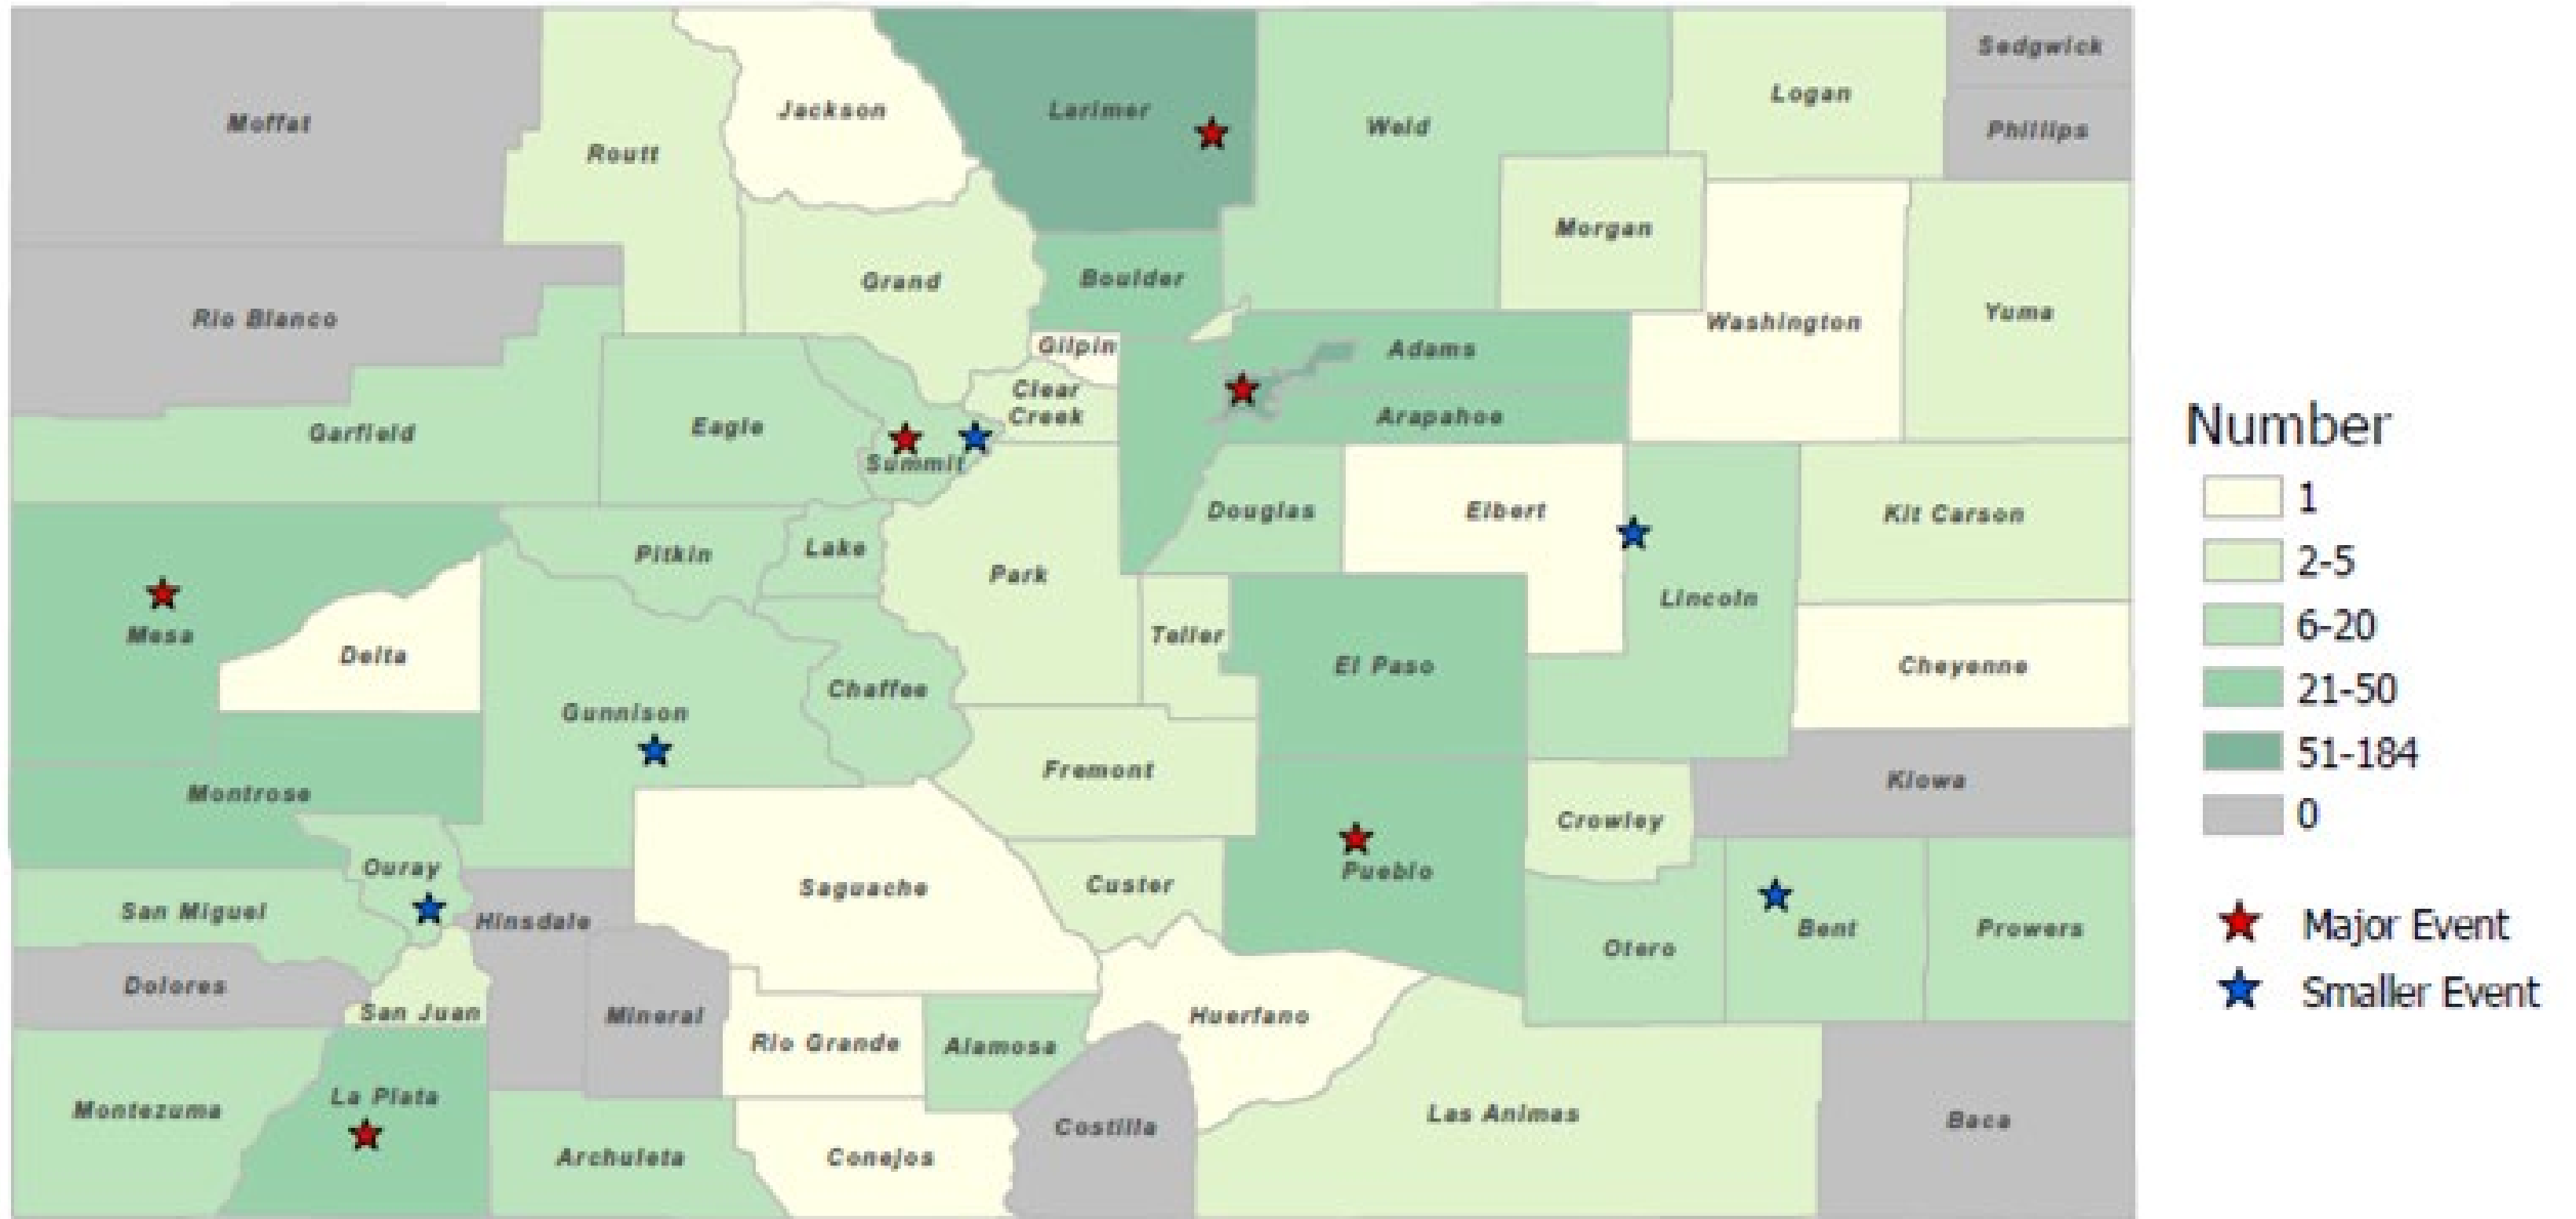 Sedgwick
Logan
Jackson
Larimer
Moffat
Weld
Phillips
Routt
Morgan
Boulder
Grand
Yuma
Rio Blanco
Washington
Gilpin
Adams
Clear
Creek
Arapahoe
Eagle
Garfield
Summit
Number
1
2-5
6-20
21-50
51-184
0
Major Event
Smaller Event
Douglas
Elbert
Kit Carson
Lake
Pitkin
Park
Lincoln
Mesa
Teller
Delta
El Paso
Cheyenne
Chaffee
Gunnison
Fremont
Kiowa
Montrose
Crowley
Ouray
Pueblo
Custer
Saguache
San Miguel
Hinsdale
Bent
Prowers
Otero
Dolores
San Juan
Mineral
Huerfano
Rio Grande
Alamosa
La Plata
Montezuma
Las Animas
Baca
Costilla
Archuleta
Conejos